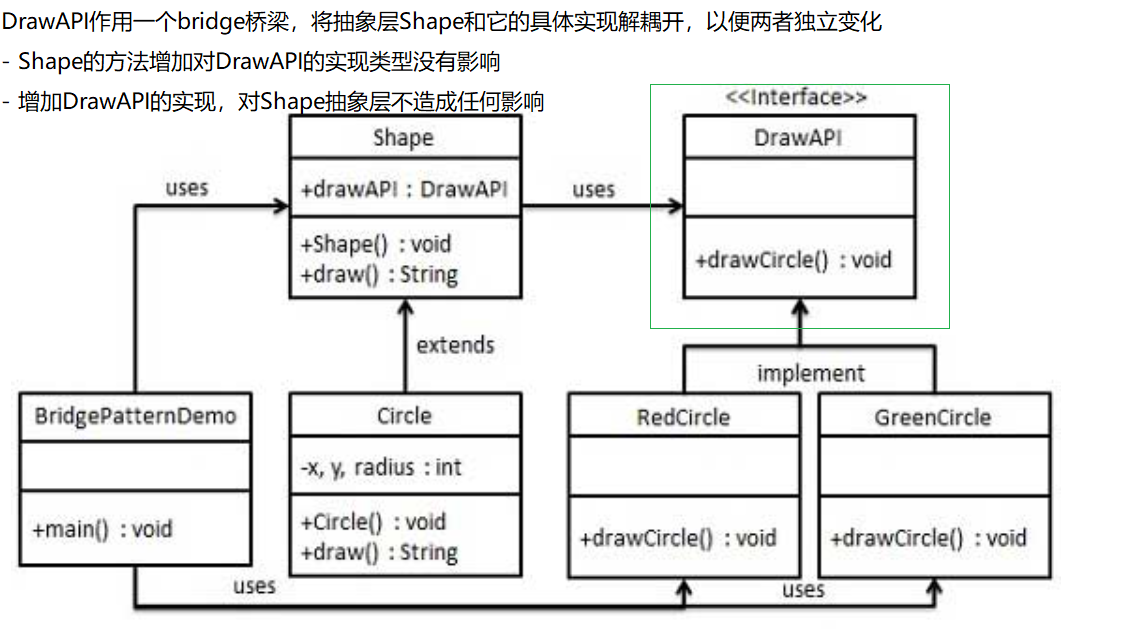 DrawAPI作用一个bridge桥梁，将抽象层Shape和它的具体实现解耦开，以便两者独立变化
- Shape的方法增加对DrawAPI的实现类型没有影响
- 增加DrawAPI的实现，对Shape抽象层不造成任何影响
<<Interface>>
Shape
DrawAPI
uses
+drawAPI : DrawAPI
uses
+Shape() : void
+draw() : String
+drawCircle() : void
extends
implement
BridgePatternDemo
Circle
RedCircle
GreenCircle
-x, y, radius : int
+main() : void
+Circle() : void
+draw() : String
+drawCircle() : void
+drawCircle() : void
uses
uses